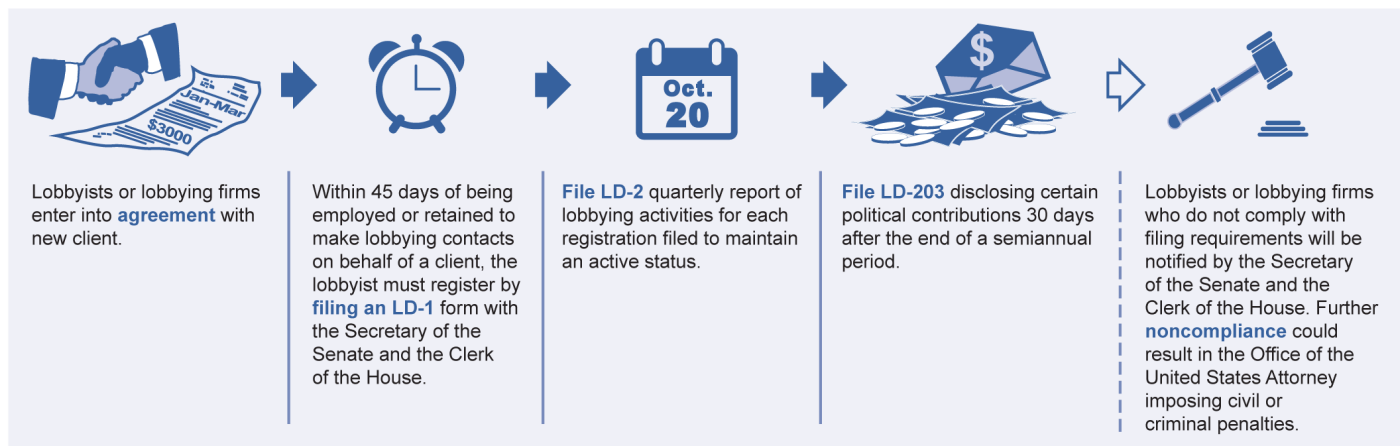 Jan-Mar
$3000
Oct.
20
$
Lobbyists or lobbying firms
enter into agreement with
new client.
Within 45 days of being
employed or retained to
make lobbying contacts
on behalf of a client, the
lobbyist must register by
filing an LD-1 form with
the Secretary of the
Senate and the Clerk
of the House.
File LD-2 quarterly report of
lobbying activities for each
registration filed to maintain
an active status.
File LD-203 disclosing certain
political contributions 30 days
after the end of a semiannual
period.
Lobbyists or lobbying firms
who do not comply with
filing requirements will be
notified by the Secretary
of the Senate and the
Clerk of the House. Further
noncompliance could
result in the Office of the
United States Attorney
imposing civil or
criminal penalties.